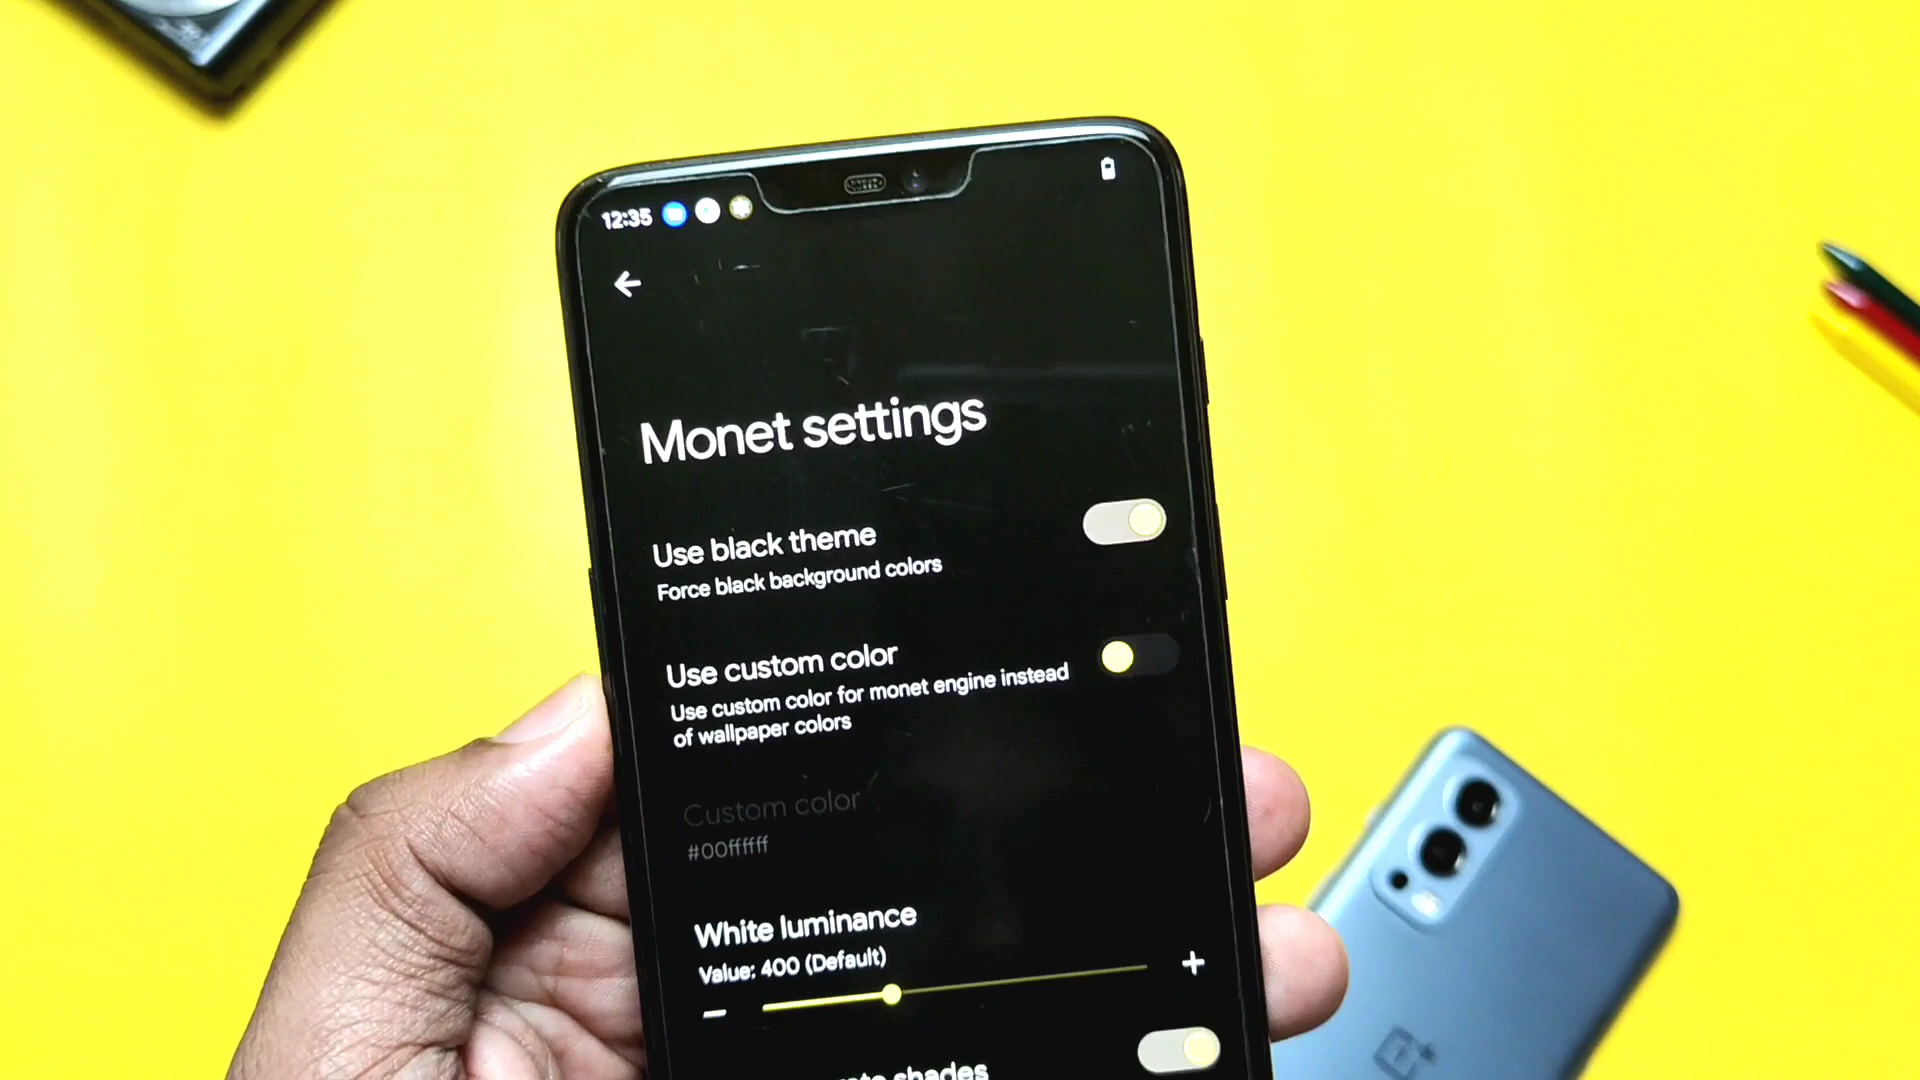 12:35
Monet settings
Use black theme
Force black background colors
Use custom color
Use custom color for monet engine instead
of wallpaper colors
Custom color
#00ffffff
White luminance
Value: 400 (Default)
shades